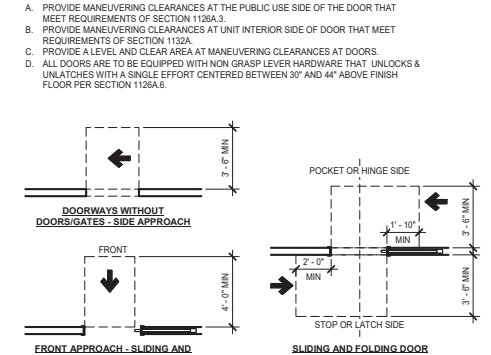 A. PROVIDE MANEUVERING CLEARANCES AT THE PUBLIC USE SIDE OF THE DOOR THAT
MEET REQUIREMENTS OF SECTION 1126A.3.
B. PROVIDE MANEUVERING CLEARANCES AT UNIT INTERIOR SIDE OF DOOR THAT MEET
REQUIREMENTS OF SECTION 1132A.
C. PROVIDE A LEVEL AND CLEAR AREA AT MANEUVERING CLEARANCES AT DOORS.
D. ALL DOORS ARE TO BE EQUIPPED WITH NON GRASP LEVER HARDWARE THAT UNLOCKS &
UNLATCHES WITH A SINGLE EFFORT CENTERED BETWEEN 30" AND 44" ABOVE FINISH
FLOOR PER SECTION 1126A.6.
3' - 6" MIN
DOORWAYS WITHOUT
DOORS/GATES - SIDE APPROACH
FRONT
4' - 0" MIN
FRONT APPROACH - SLIDING AND
POCKET OR HINGE SIDE
1' - 10"
MIN
3' - 6" MIN
2' - 0"
MIN
3' - 6" MIN
STOP OR LATCH SIDE
SLIDING AND FOLDING DOOR